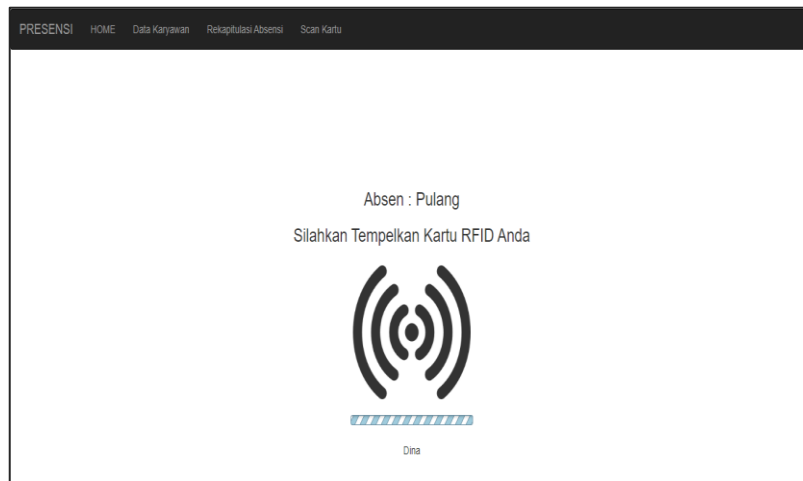 PRESENSI HOME Data Karyawan Rekapitulasi Absensi Scan Kartu
Absen : Pulang
Silahkan Tempelkan Kartu RFID Anda
Dina